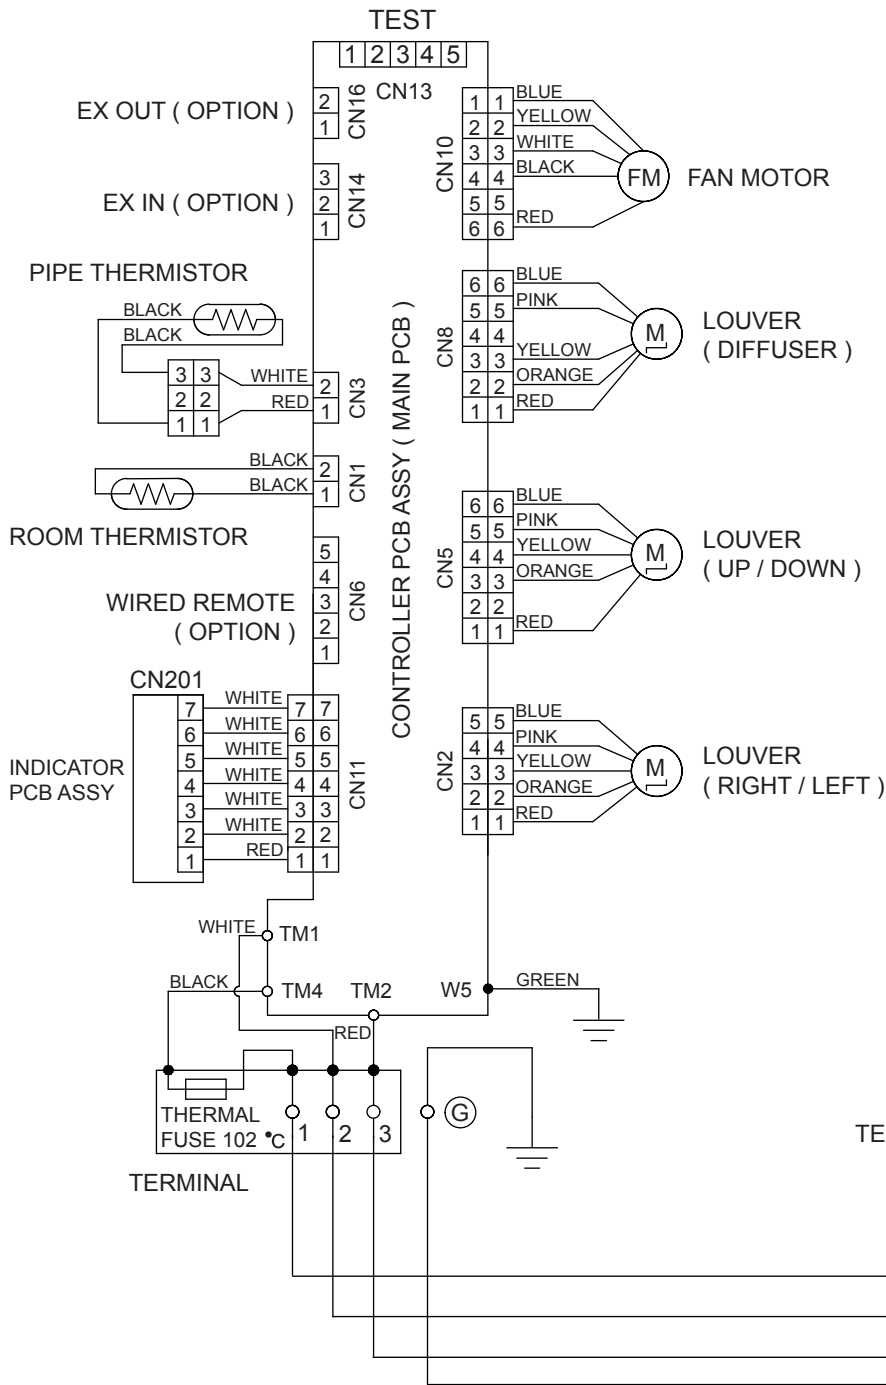 TEST
1 2 3 4 5
CN13
EX OUT ( OPTION )
2
1
CN16
EX IN ( OPTION )
3
2
1
CN14
PIPE THERMISTOR
BLACK
BLACK
3 3
2 2
1 1
WHITE
RED
2
1
CN3
BLACK
BLACK
2
1
CN1
ROOM THERMISTOR
WIRED REMOTE
( OPTION )
5
4
3
2
1
CN6
CN201
INDICATOR
PCB ASSY
7 WHITE 7 7
6 WHITE 6 6
5 WHITE 5 5
4 WHITE 4 4
3 WHITE 3 3
2 WHITE 2 2
1 RED 1 1
CN11
CONTROLLER PCB ASSY ( MAIN PCB )
CN10
1 1 BLUE
2 2 YELLOW
3 3 WHITE
4 4 BLACK
5 5
6 6 RED
FM
FAN MOTOR
CN8
6 6 BLUE
5 5 PINK
4 4
3 3 YELLOW
2 2 ORANGE
1 1 RED
M
LOUVER
( DIFFUSER )
CN5
6 6 BLUE
5 5 PINK
4 4 YELLOW
3 3 ORANGE
2 2
1 1 RED
M
LOUVER
( UP / DOWN )
CN2
5 5 BLUE
4 4 PINK
3 3 YELLOW
2 2 ORANGE
1 1 RED
M
LOUVER
( RIGHT / LEFT )
WHITE TM1
BLACK TM4
TM2
RED
W5
GREEN
THERMAL
FUSE 102 °C
1 2 3
G
TERMINAL
TE